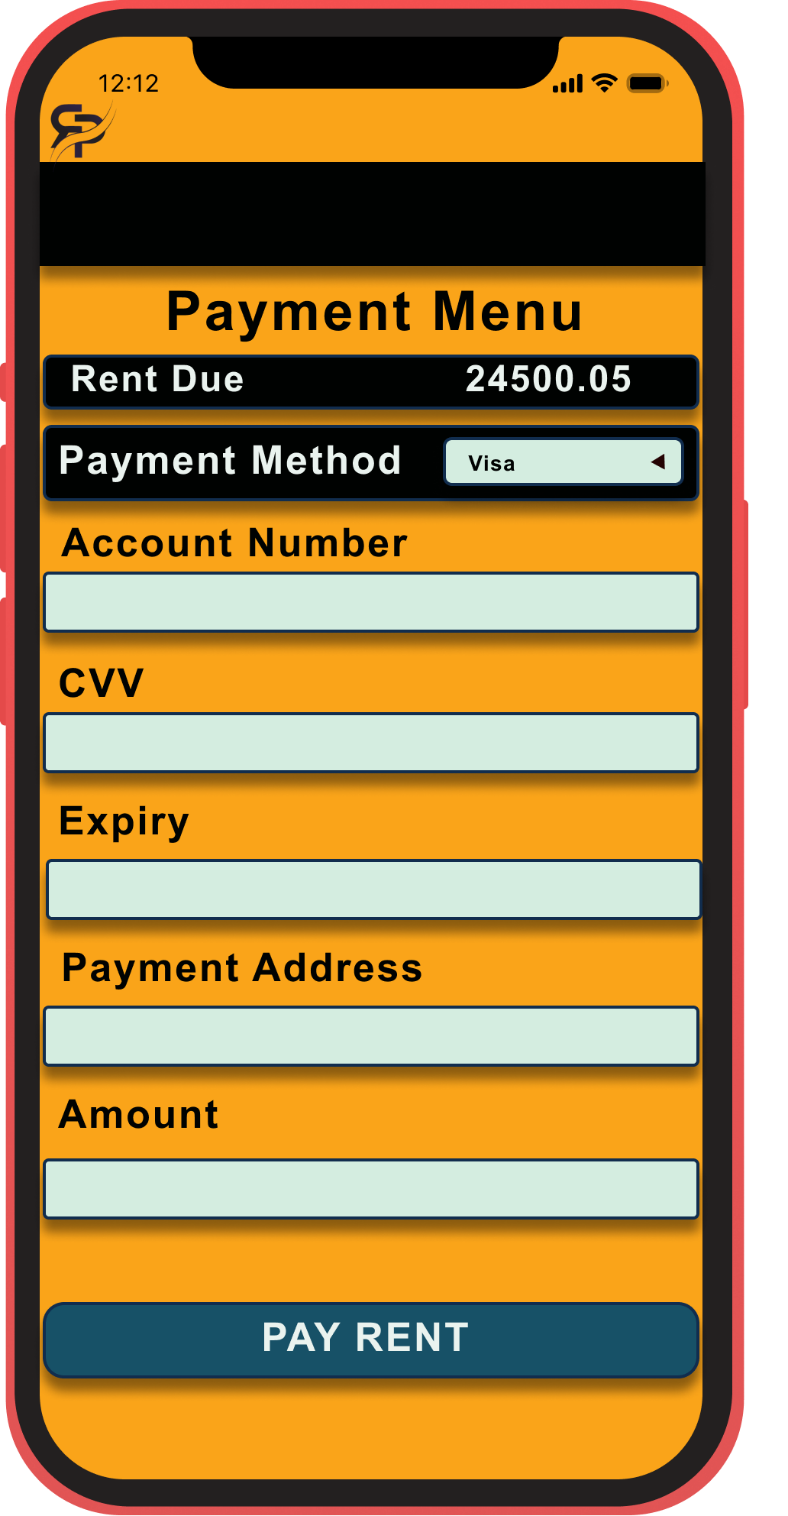 12:12
RP
Payment Menu
Rent Due 24500.05
Payment Method Visa
Account Number
CVV
Expiry
Payment Address
Amount
PAY RENT